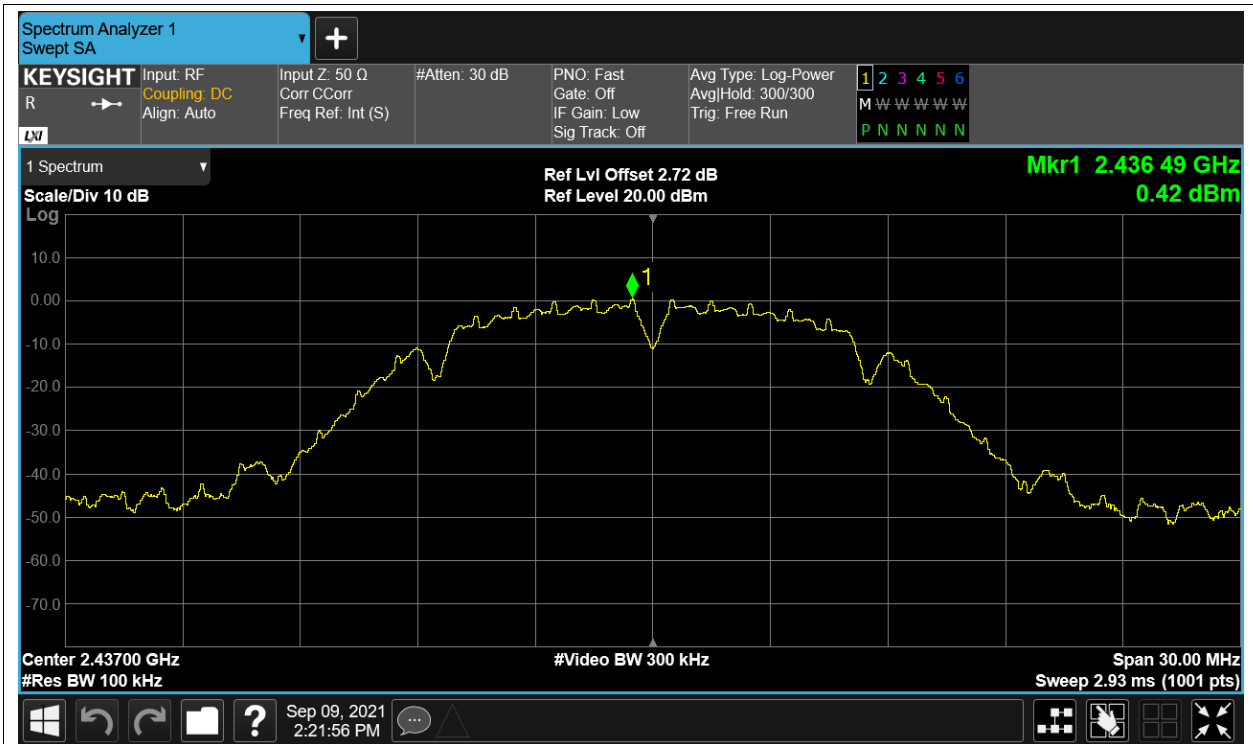 Spectrum Analyzer 1
Swept SA
+
KEYSIGHT
R
LXI
Input: RF
Coupling: DC
Align: Auto
Input Z: 50 Ω
Corr CCorr
Freq Ref: Int (S)
#Atten: 30 dB
PNO: Fast
Gate: Off
IF Gain: Low
Sig Track: Off
Avg Type: Log-Power
Avg|Hold: 300/300
Trig: Free Run
1 2 3 4 5 6
M W W W W W
P N N N N N
1 Spectrum
Scale/Div 10 dB
Log
Ref Lvl Offset 2.72 dB
Ref Level 20.00 dBm
Mkr1 2.436 49 GHz
0.42 dBm
1
10.0
0.00
-10.0
-20.0
-30.0
-40.0
-50.0
-60.0
-70.0
Center 2.43700 GHz
#Video BW 300 kHz
Span 30.00 MHz
#Res BW 100 kHz
Sweep 2.93 ms (1001 pts)
?
Sep 09, 2021
2:21:56 PM